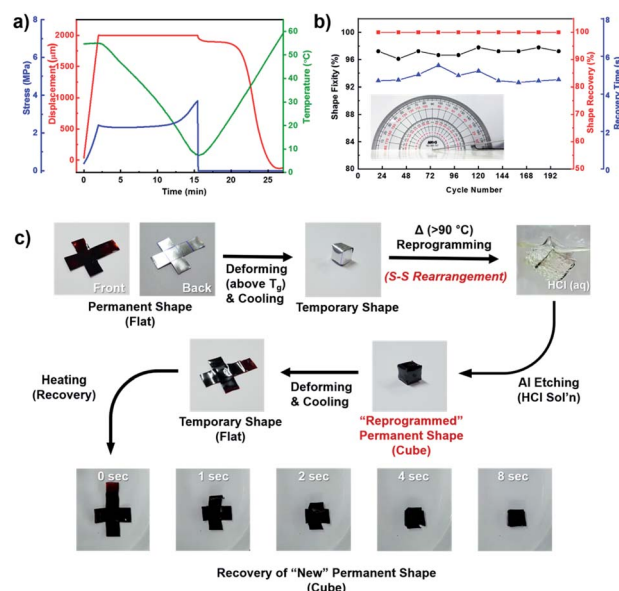 a)
b)
Stress (MPa)
8
6
4
2
0
Displacement (μm)
2000
1500
1000
500
0
Temperature (°C)
60
50
40
30
20
10
0
0 5 10 15 20 25
Time (min)
Shape Fixity (%)
100
96
92
88
84
80
Shape Recovery (%)
100
90
80
70
60
50
Recovery Time (s)
8
6
4
2
0
24 48 72 96 120 144 168 192
Cycle Number
c)
Front
Back
Permanent Shape
(Flat)
Deforming
(above Tg)
& Cooling
Temporary Shape
Δ (>90 °C)
Reprogramming
(S-S Rearrangement)
HCl (aq)
Al Etching
(HCl Sol'n)
"Reprogrammed"
Permanent Shape
(Cube)
Deforming
& Cooling
Temporary Shape
(Flat)
Heating
(Recovery)
0 sec
1 sec
2 sec
4 sec
8 sec
Recovery of "New" Permanent Shape
(Cube)